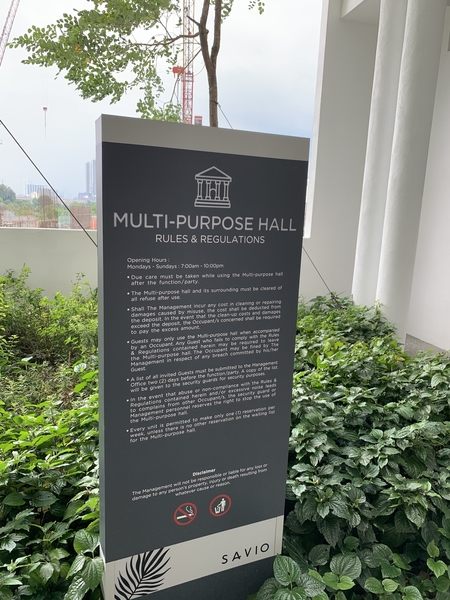 MULTI-PURPOSE HALL
RULES & REGULATIONS
Opening Hours :
Mondays - Sundays : 7:00am - 10:00pm
• Due care must be taken while using the Multi-purpose hall
after the function/party.
• The Multi-purpose hall and its surrounding must be cleared of
all refuse after use.
• Shall The Management incur any cost in cleaning or repairing
damages caused by misuse, the cost shall be deducted from
the deposit. In the event that the clean-up costs and damages
exceed the deposit, the Occupant/s concerned shall be required
to pay the excess amount.
• Guests may only use the Multi-purpose hall when accompanied
by an Occupant. Any Guest who fails to comply with the Rules
& Regulations contained herein, may be required to leave
the Multi-purpose hall. The Occupant may be fined by The
Management in respect of any breach committed by his/her
Guest.
• A list of all invited Guests must be submitted to the Management
Office two (2) days before the function/party. A copy of the list
will be given to the security guards for security purposes.
• In the event that abuse or non-compliance with the Rules &
Regulations contained herein and/or excessive noise leads
to complaints from other Occupant/s, the security guard or
Management personnel reserves the right to stop the use of
the Multi-purpose hall.
• Every unit is permitted to make only one (1) reservation per
week, unless there is no other reservation on the waiting list
for the Multi-purpose hall.
Disclaimer
The Management will not be responsible or liable for any loss or
damage to any person's property, injury or death resulting from
whatever cause or reason.
SAVIO